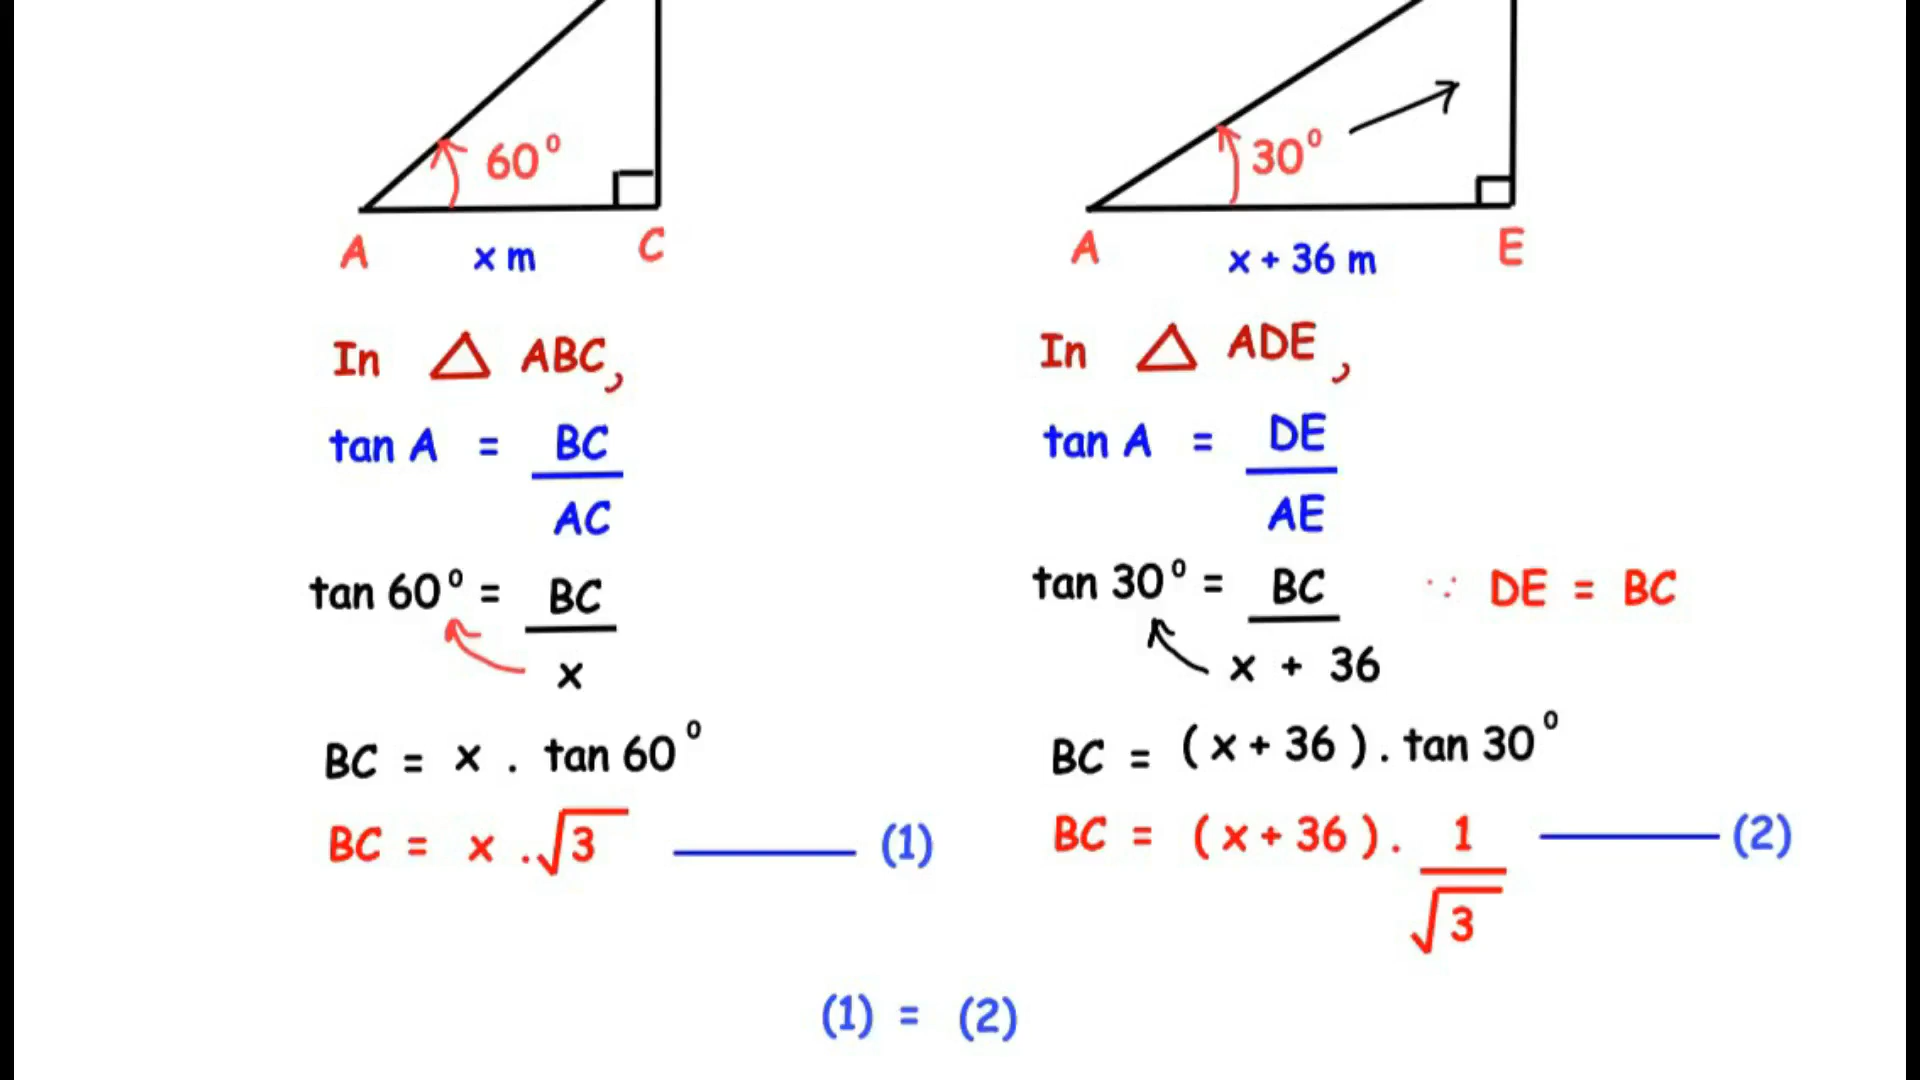 60°
A x m C
In △ ABC,
tan A = BC / AC
tan 60° = BC / x
BC = x . tan 60°
BC = x . √3 ——— (1)
30°
A x + 36 m E
In △ ADE ,
tan A = DE / AE
tan 30° = BC / x + 36 ∵ DE = BC
BC = ( x + 36 ) . tan 30°
BC = ( x + 36 ) . 1 / √3 ——— (2)
(1) = (2)